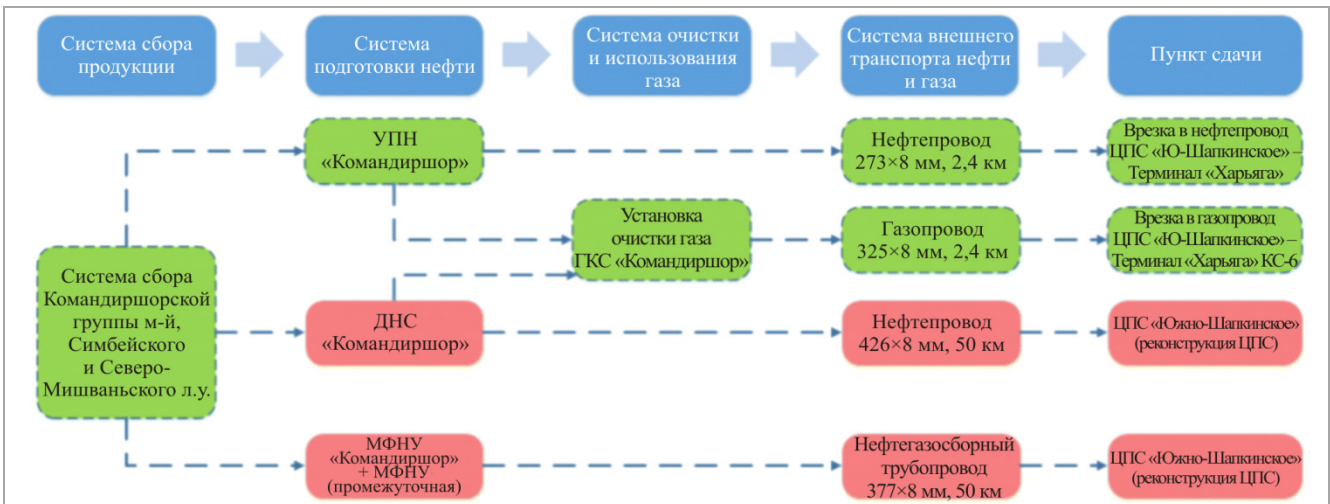 Система сбора
продукции
Система
подготовки нефти
Система очистки
и использования
газа
Система внешнего
транспорта нефти
и газа
Пункт сдачи
УПН
«Командиршор»
Нефтепровод
273×8 мм, 2,4 км
Врезка в нефтепровод
ЦПС «Ю-Шапкинское» –
Терминал «Харьяга»
Установка
очистки газа
ГКС «Командиршор»
Газопровод
325×8 мм, 2,4 км
Врезка в газопровод
ЦПС «Ю-Шапкинское» –
Терминал «Харьяга» КС-6
Система сбора
Командиршорской
группы м-й,
Симбейского
и Северо-
Мишваньского л.у.
ДНС
«Командиршор»
Нефтепровод
426×8 мм, 50 км
ЦПС «Южно-Шапкинское»
(реконструкция ЦПС)
МФНУ
«Командиршор»
+ МФНУ
(промежуточная)
Нефтегазосборный
трубопровод
377×8 мм, 50 км
ЦПС «Южно-Шапкинское»
(реконструкция ЦПС)